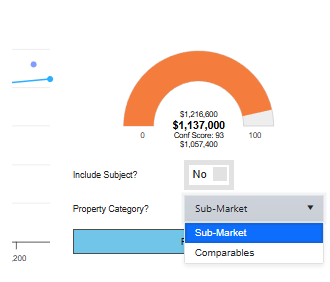 $1,216,600
$1,137,000
0 Conf Score: 93 100
$1,057,400
Include Subject? No
Property Category? Sub-Market
Sub-Market
Comparables
,200